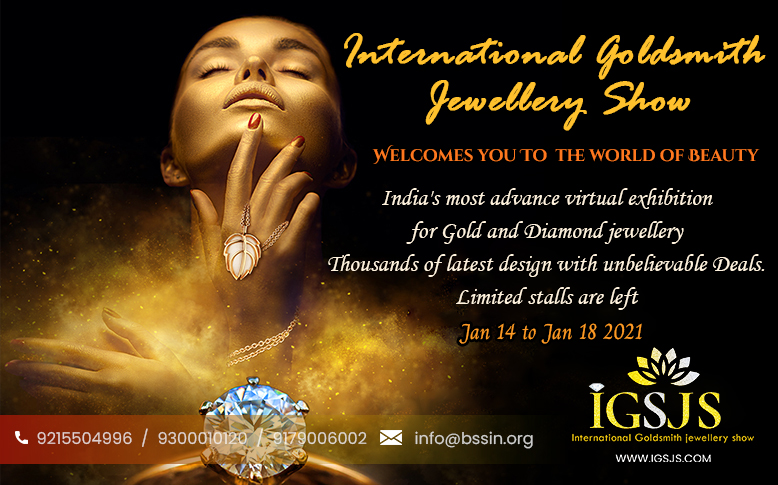 International Goldsmith
Jewellery Show
Welcomes you To the world of Beauty
India's most advance virtual exhibition
for Gold and Diamond jewellery
Thousands of latest design with unbelievable Deals.
Limited stalls are left
Jan 14 to Jan 18 2021
IGSJS
International Goldsmith jewellery show
WWW.IGSJS.COM
9215504996 / 9300010120 / 9179006002 info@bssin.org